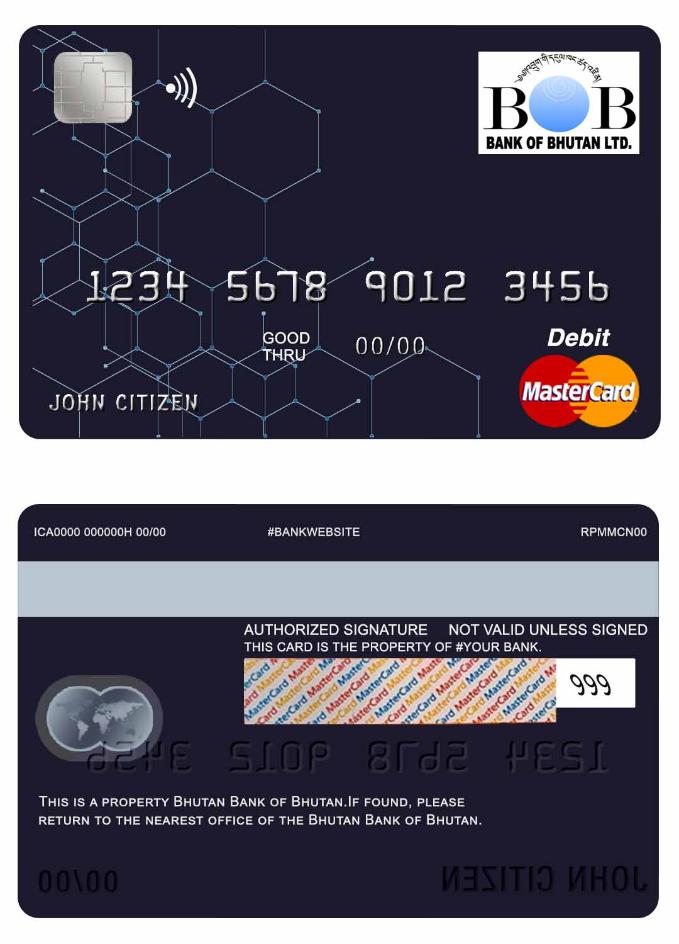 BOB
BANK OF BHUTAN LTD.
1234 5678 9012 3456
GOOD
THRU
00/00
Debit
MasterCard
JOHN CITIZEN
ICA0000 000000H 00/00 #BANKWEBSITE RPMMCN00
AUTHORIZED SIGNATURE NOT VALID UNLESS SIGNED
THIS CARD IS THE PROPERTY OF #YOUR BANK.
MasterCard MasterCard MasterCard MasterCard
999
3456 9012 5678 1234
THIS IS A PROPERTY BHUTAN BANK OF BHUTAN.IF FOUND, PLEASE
RETURN TO THE NEAREST OFFICE OF THE BHUTAN BANK OF BHUTAN.
00/00 JOHN CITIZEN